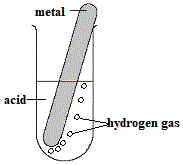 metal
acid
hydrogen gas